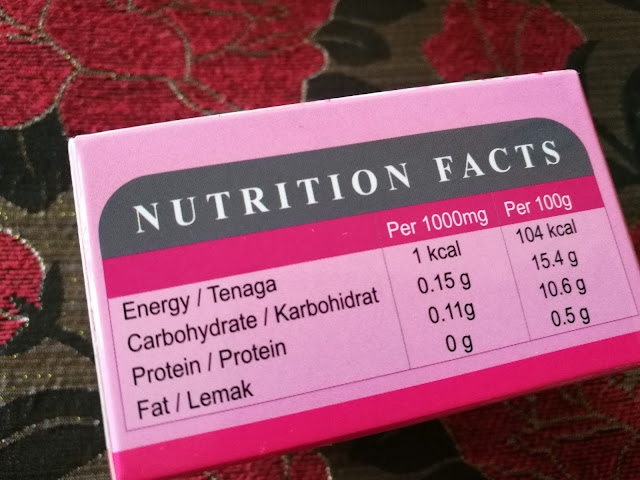 NUTRITION FACTS
Per 1000mg Per 100g
Energy / Tenaga 1 kcal 104 kcal
Carbohydrate / Karbohidrat 0.15 g 15.4 g
Protein / Protein 0.11g 10.6 g
Fat / Lemak 0 g 0.5 g